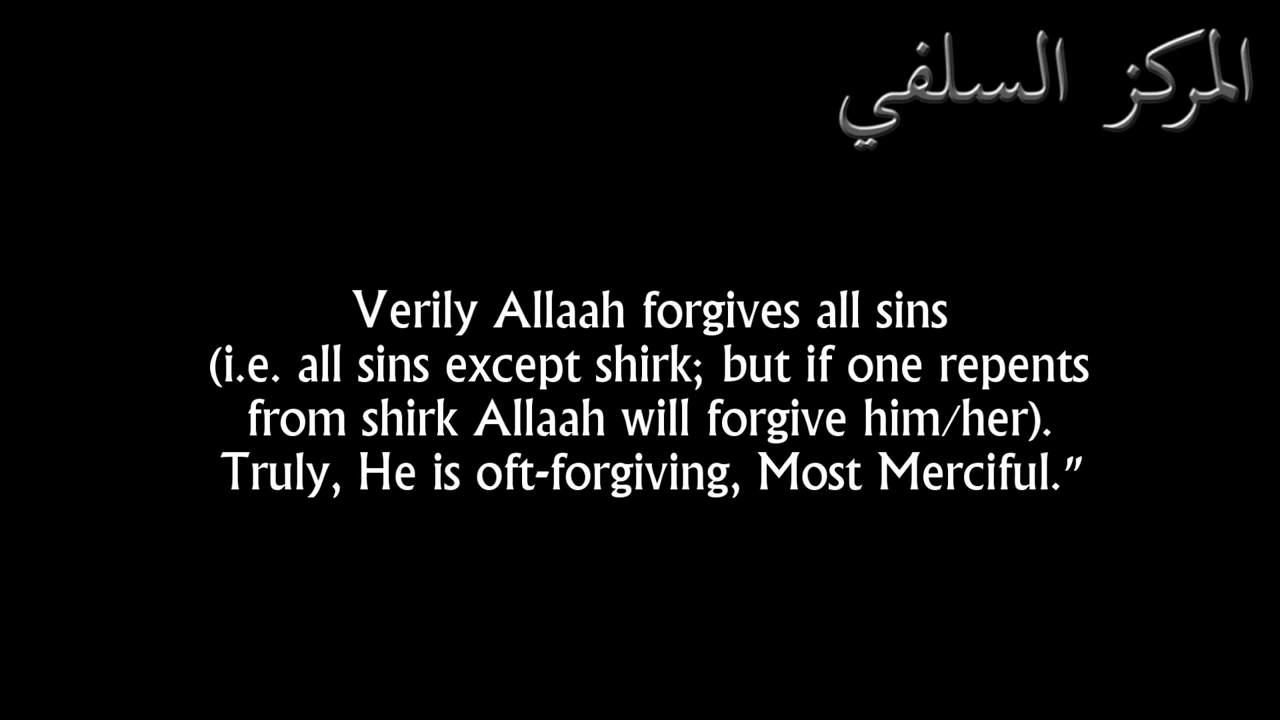 المركز السلفي
Verily Allaah forgives all sins
(i.e. all sins except shirk; but if one repents
from shirk Allaah will forgive him/her).
Truly, He is oft-forgiving, Most Merciful.”